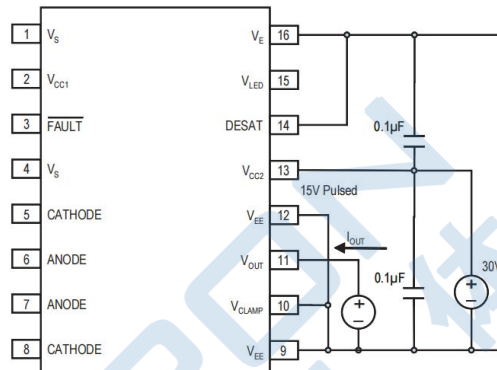 1 V_S
2 V_CC1
3 F̅A̅U̅L̅T̅
4 V_S
5 CATHODE
6 ANODE
7 ANODE
8 CATHODE
V_E 16
V_LED 15
DESAT 14
V_CC2 13
V_EE 12
V_OUT 11
V_CLAMP 10
V_EE 9
0.1µF
15V Pulsed
I_OUT
0.1µF
30V